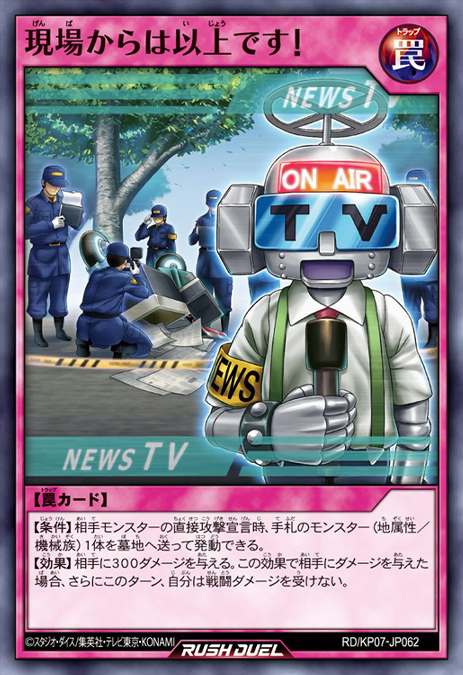 現場からは以上です!
罠
トラップ
NEWS T
ON AIR
TV
EWS
NEWS TV
【罠カード】
【条件】相手モンスターの直接攻撃宣言時、手札のモンスター(地属性/
機械族)1体を墓地へ送って発動できる。
【効果】相手に300ダメージを与える。この効果で相手にダメージを与えた
場合、さらにこのターン、自分は戦闘ダメージを受けない。
©スタジオ・ダイス/集英社・テレビ東京・KONAMI
RUSH DUEL
RD/KP07-JP062